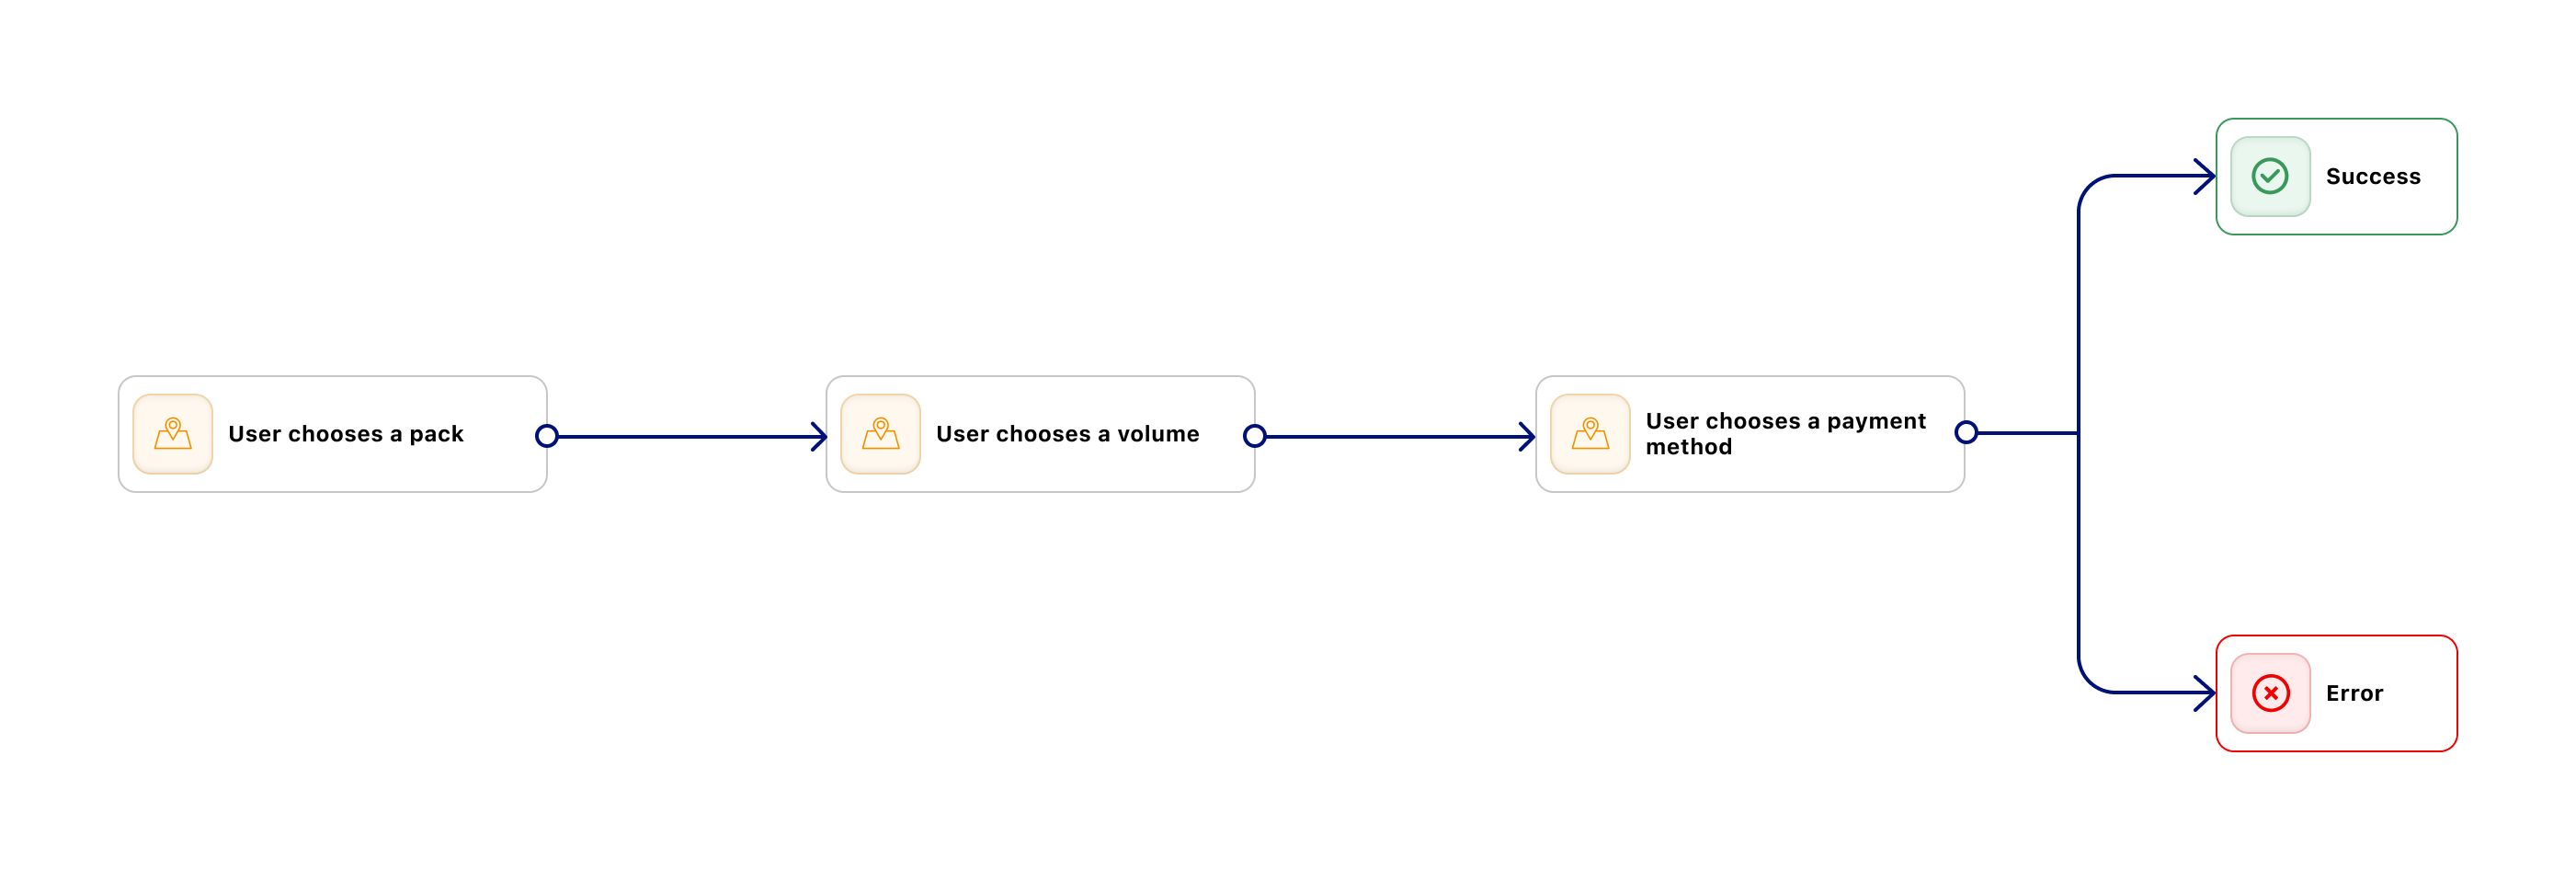 User chooses a pack
User chooses a volume
User chooses a payment
method
Success
Error